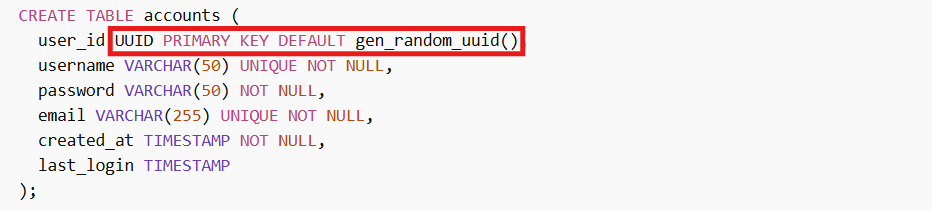 CREATE TABLE accounts (
user_id UUID PRIMARY KEY DEFAULT gen_random_uuid(),
username VARCHAR(50) UNIQUE NOT NULL,
password VARCHAR(50) NOT NULL,
email VARCHAR(255) UNIQUE NOT NULL,
created_at TIMESTAMP NOT NULL,
last_login TIMESTAMP
);